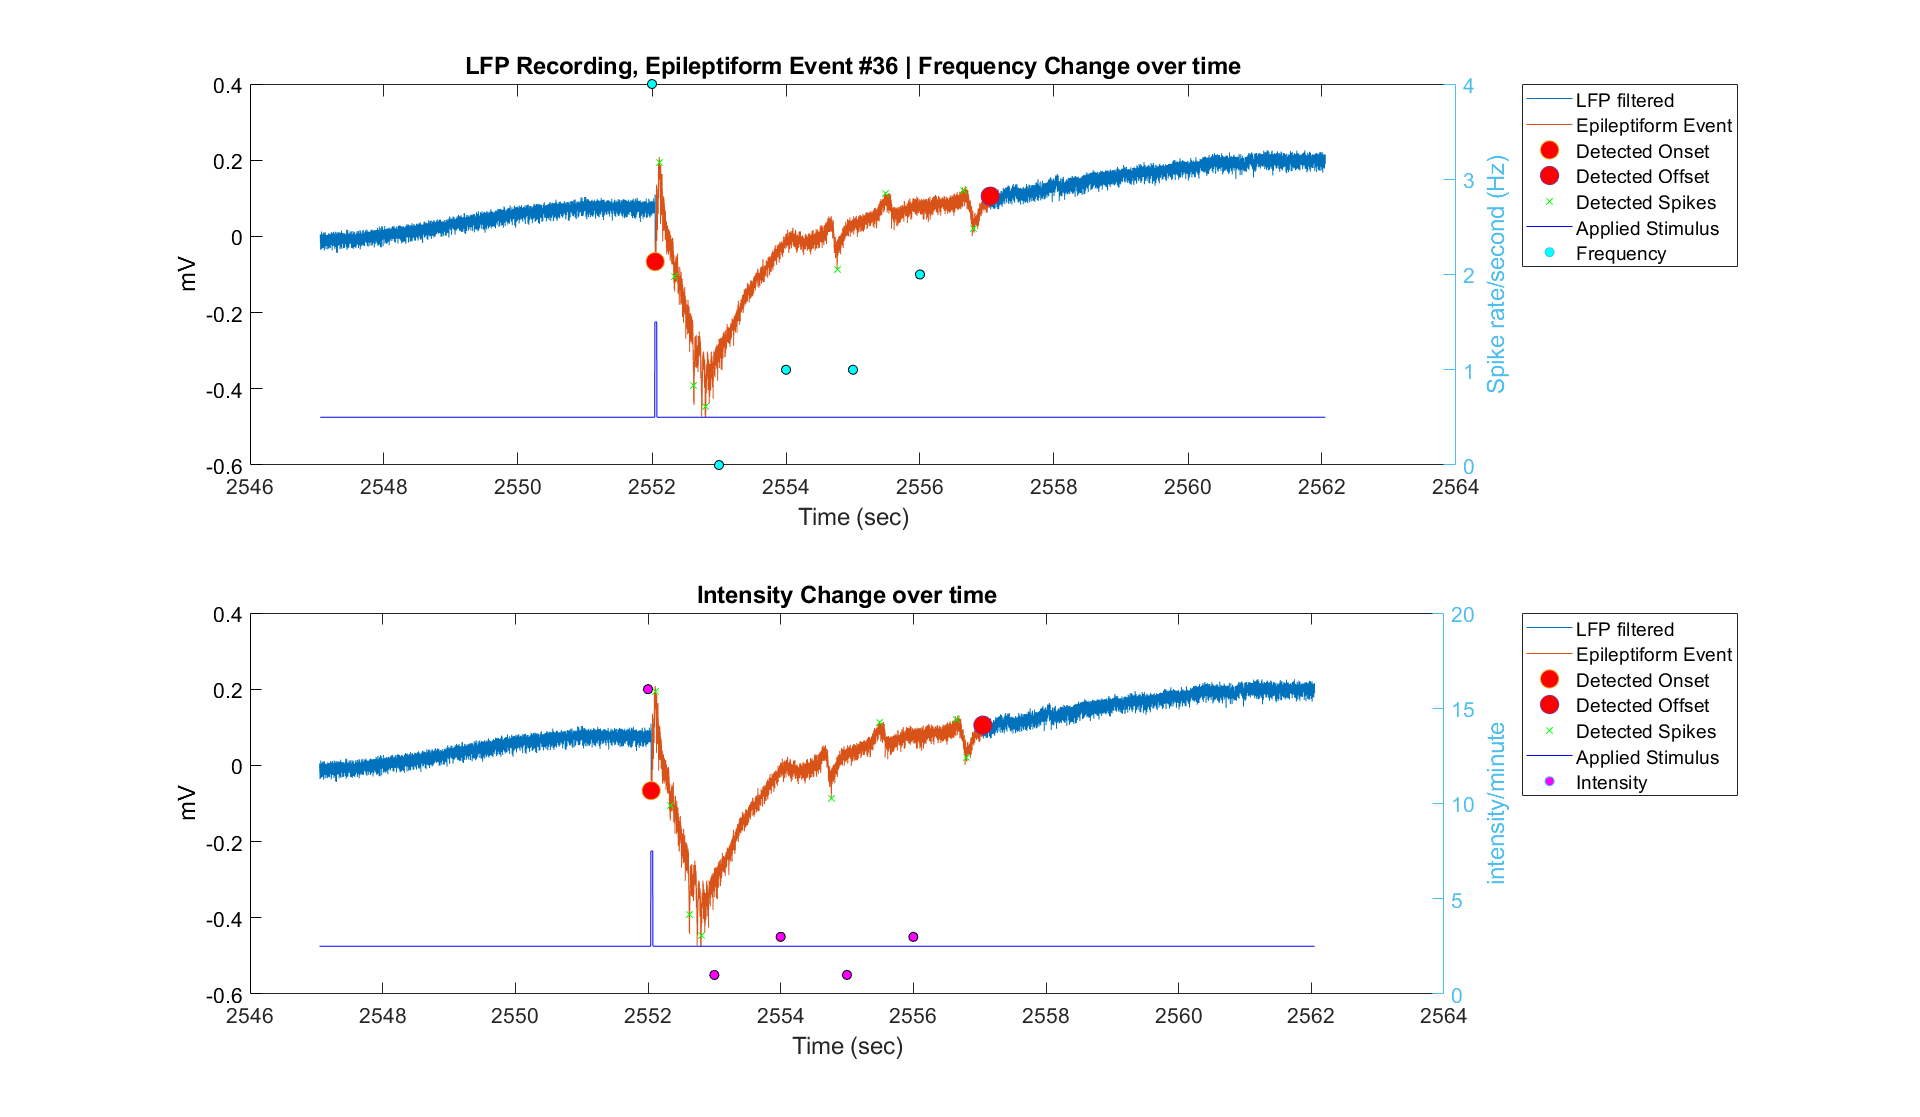 LFP Recording, Epileptiform Event #36 | Frequency Change over time
0.4
0.2
0
-0.2
-0.4
-0.6
mV
4
3
2
1
0
Spike rate/second (Hz)
2546 2548 2550 2552 2554 2556 2558 2560 2562 2564
Time (sec)
LFP filtered
Epileptiform Event
Detected Onset
Detected Offset
Detected Spikes
Applied Stimulus
Frequency
Intensity Change over time
0.4
0.2
0
-0.2
-0.4
-0.6
mV
20
15
10
5
0
intensity/minute
2546 2548 2550 2552 2554 2556 2558 2560 2562 2564
Time (sec)
LFP filtered
Epileptiform Event
Detected Onset
Detected Offset
Detected Spikes
Applied Stimulus
Intensity